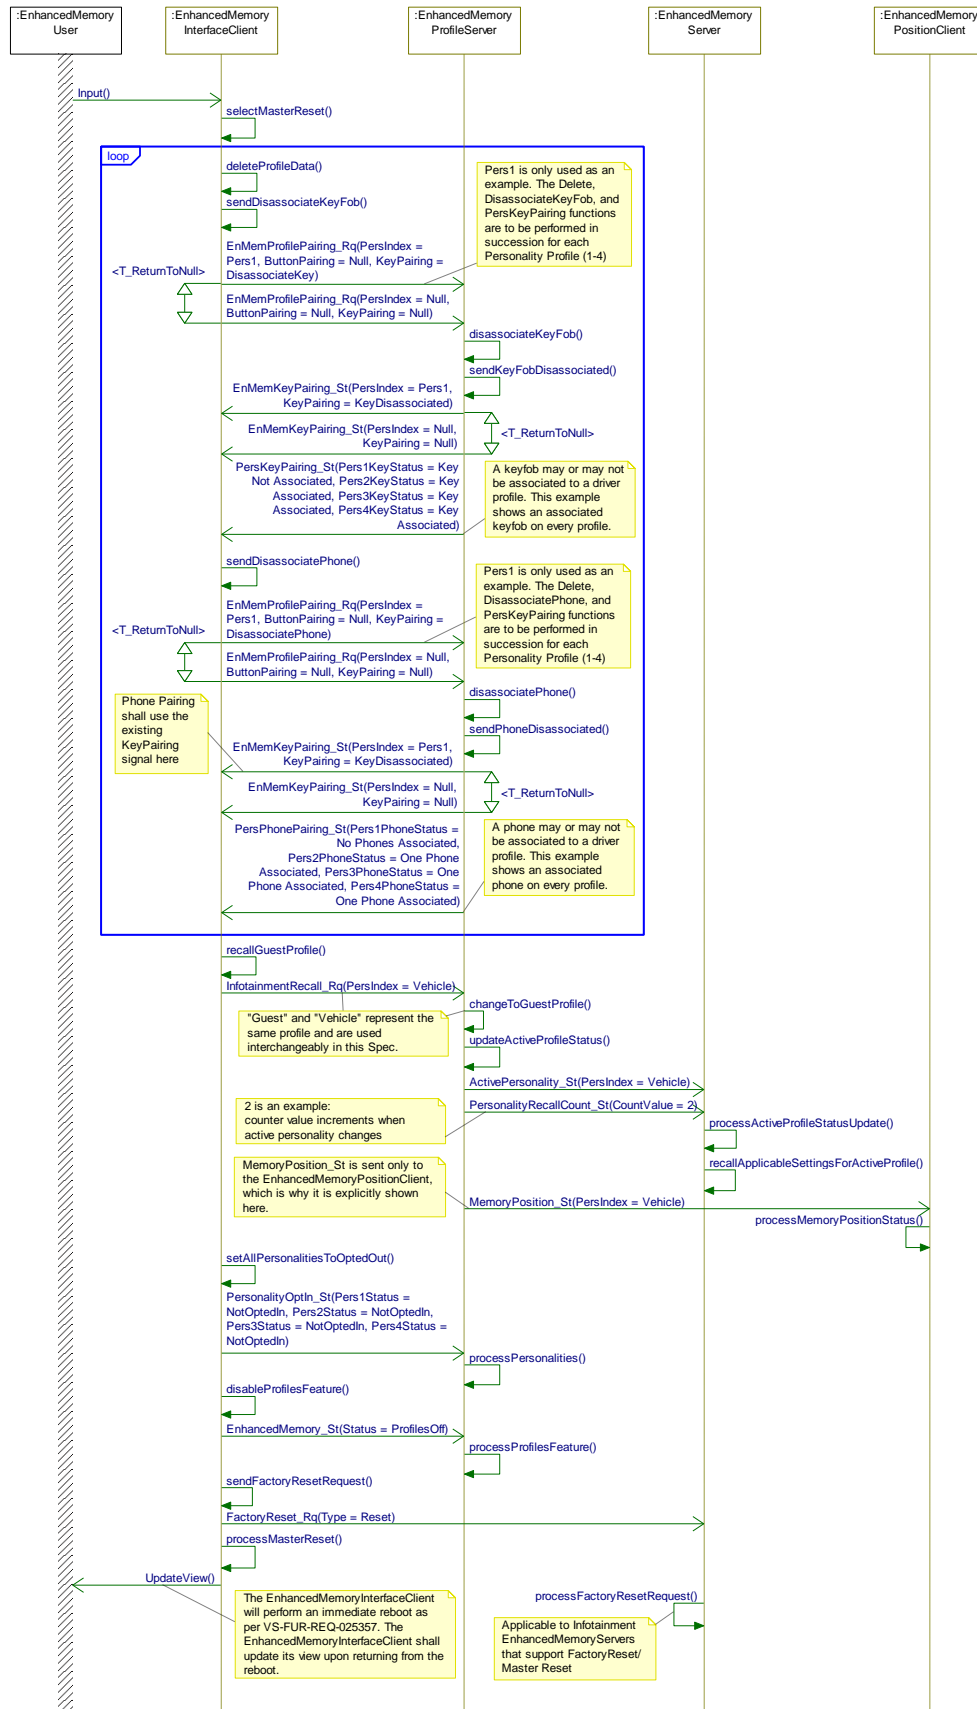 :EnhancedMemory
User
:EnhancedMemory
InterfaceClient
:EnhancedMemory
ProfileServer
:EnhancedMemory
Server
:EnhancedMemory
PositionClient
Input()
selectMasterReset()
loop
deleteProfileData()
Pers1 is only used as an
example. The Delete,
DisassociateKeyFob, and
PersKeyPairing functions
are to be performed in
succession for each
Personality Profile (1-4)
sendDisassociateKeyFob()
EnMemProfilePairing_Rq(PersIndex =
Pers1, ButtonPairing = Null, KeyPairing =
DisassociateKey)
<T_ReturnToNull>
EnMemProfilePairing_Rq(PersIndex = Null,
ButtonPairing = Null, KeyPairing = Null)
disassociateKeyFob()
sendKeyFobDisassociated()
EnMemKeyPairing_St(PersIndex = Pers1,
KeyPairing = KeyDisassociated)
EnMemKeyPairing_St(PersIndex = Null,
KeyPairing = Null)
<T_ReturnToNull>
PersKeyPairing_St(Pers1KeyStatus = Key
Not Associated, Pers2KeyStatus = Key
Associated, Pers3KeyStatus = Key
Associated, Pers4KeyStatus = Key
Associated)
A keyfob may or may not
be associated to a driver
profile. This example
shows an associated
keyfob on every profile.
sendDisassociatePhone()
Pers1 is only used as an
example. The Delete,
DisassociatePhone, and
PersKeyPairing functions
are to be performed in
succession for each
Personality Profile (1-4)
EnMemProfilePairing_Rq(PersIndex =
Pers1, ButtonPairing = Null, KeyPairing =
DisassociatePhone)
<T_ReturnToNull>
EnMemProfilePairing_Rq(PersIndex = Null,
ButtonPairing = Null, KeyPairing = Null)
disassociatePhone()
Phone Pairing
shall use the
existing
KeyPairing
signal here
sendPhoneDisassociated()
EnMemKeyPairing_St(PersIndex = Pers1,
KeyPairing = KeyDisassociated)
EnMemKeyPairing_St(PersIndex = Null,
KeyPairing = Null)
<T_ReturnToNull>
PersPhonePairing_St(Pers1PhoneStatus =
No Phones Associated,
Pers2PhoneStatus = One Phone
Associated, Pers3PhoneStatus = One
Phone Associated, Pers4PhoneStatus =
One Phone Associated)
A phone may or may not
be associated to a driver
profile. This example
shows an associated
phone on every profile.
recallGuestProfile()
InfotainmentRecall_Rq(PersIndex = Vehicle)
changeToGuestProfile()
"Guest" and "Vehicle" represent the
same profile and are used
interchangeably in this Spec.
updateActiveProfileStatus()
ActivePersonality_St(PersIndex = Vehicle)
PersonalityRecallCount_St(CountValue = 2)
2 is an example:
counter value increments when
active personality changes
processActiveProfileStatusUpdate()
recallApplicableSettingsForActiveProfile()
MemoryPosition_St is sent only to
the EnhancedMemoryPositionClient,
which is why it is explicitly shown
here.
MemoryPosition_St(PersIndex = Vehicle)
processMemoryPositionStatus()
setAllPersonalitiesToOptedOut()
PersonalityOptIn_St(Pers1Status =
NotOptedIn, Pers2Status = NotOptedIn,
Pers3Status = NotOptedIn, Pers4Status =
NotOptedIn)
processPersonalities()
disableProfilesFeature()
EnhancedMemory_St(Status = ProfilesOff)
processProfilesFeature()
sendFactoryResetRequest()
FactoryReset_Rq(Type = Reset)
processMasterReset()
UpdateView()
The EnhancedMemoryInterfaceClient
will perform an immediate reboot as
per VS-FUR-REQ-025357. The
EnhancedMemoryInterfaceClient shall
update its view upon returning from the
reboot.
processFactoryResetRequest()
Applicable to Infotainment
EnhancedMemoryServers
that support FactoryReset/
Master Reset